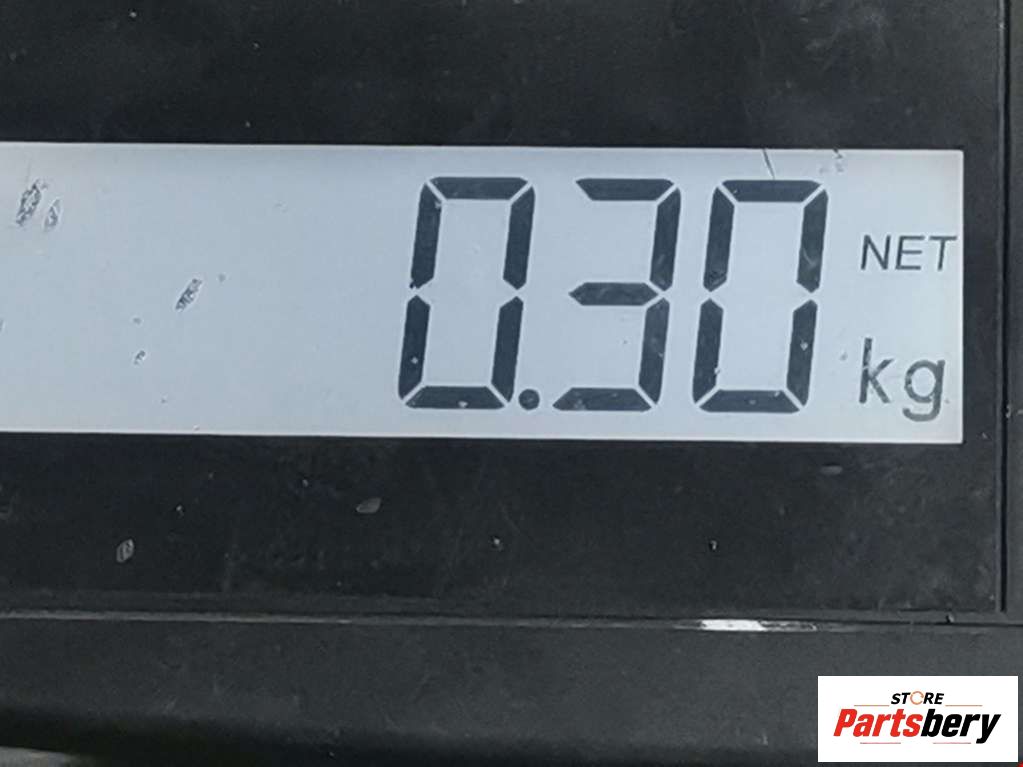 0.30 NET
kg
STORE
Partsbery